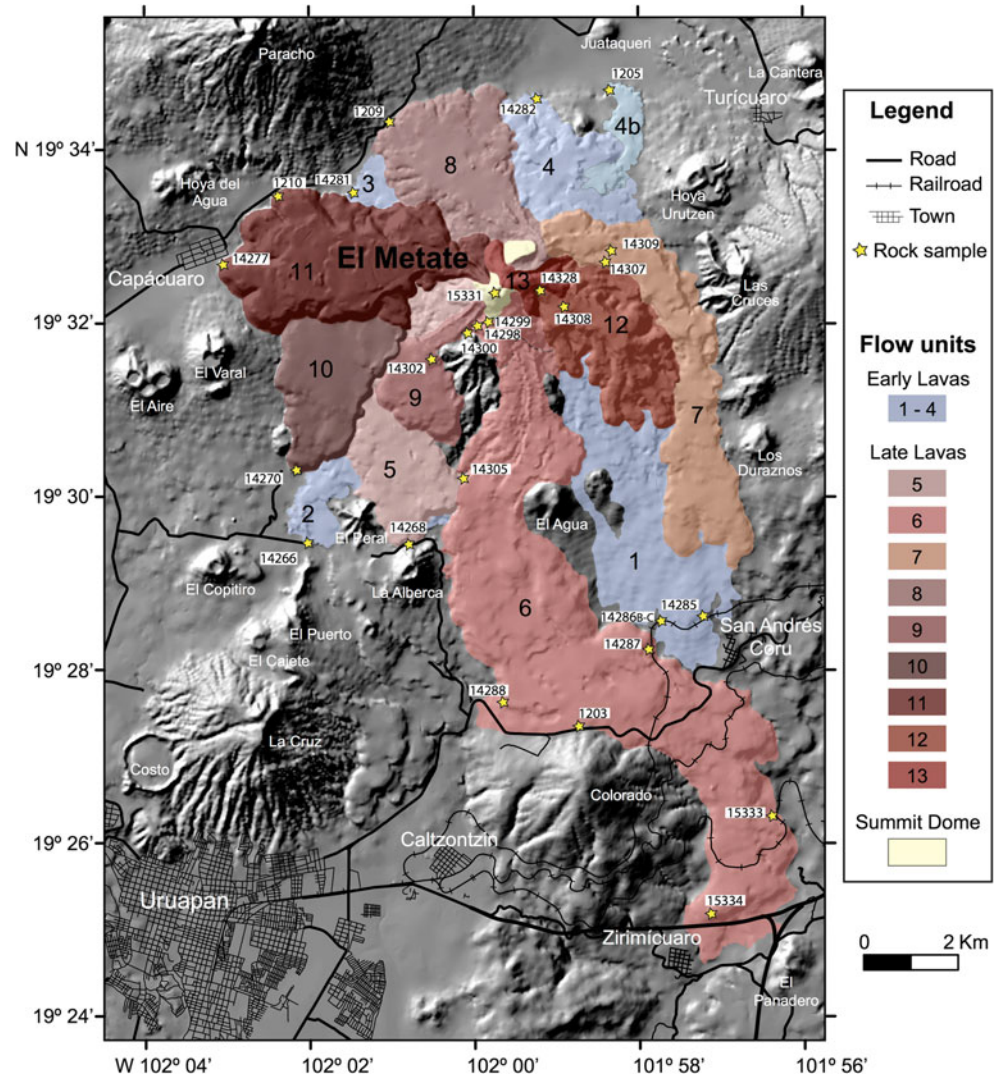 Paracho
Juataqueri
La Cantera
1205
Turícuaro
14282
1209
4b
N 19º 34'
8
4
14281
3
1210
Hoya del
Agua
Hoya
Urutzen
14309
14307
14277
Capácuaro
11
El Metate
13
14328
15331
14308
12
Las
Cruces
19º 32'
14299
14298
14300
14302
10
9
El Varal
El Aire
7
Los
Duraznos
5
14305
14270
19º 30'
2
El Agua
14268
El Peral
14266
1
La Alberca
El Copitiro
6
14285
14286B-C
San Andrés
Coru
El Puerto
14287
El Cajete
19º 28'
14288
1203
La Cruz
Costo
Colorado
15333
19º 26'
Caltzontzin
Uruapan
15334
Zirimícuaro
El
Panadero
19º 24'
W 102º 04'
102º 02'
102º 00'
101º 58'
101º 56'
Legend
Road
Railroad
Town
Rock sample
Flow units
Early Lavas
1 - 4
Late Lavas
5
6
7
8
9
10
11
12
13
Summit Dome
0 2 Km